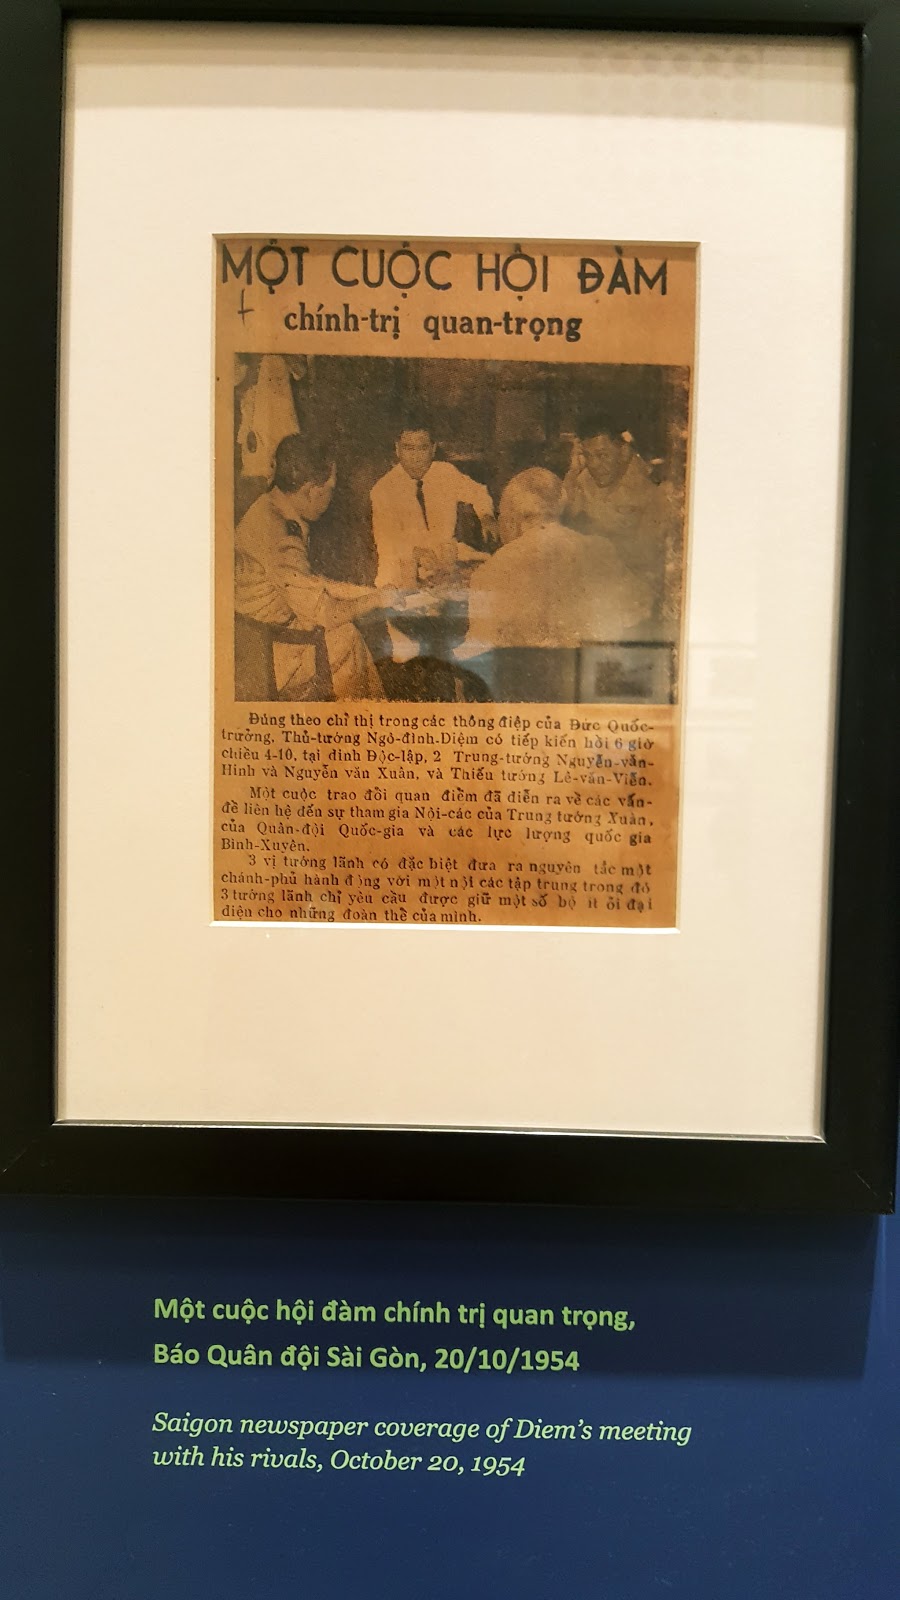 MỘT CUỘC HỘI ĐÀM
chính-trị quan-trọng
Đúng theo chỉ thị trong các thông điệp của Đức Quốc-
trưởng, Thủ-tướng Ngô-đình-Diệm có tiếp kiến hồi 6 giờ
chiều 4-10, tại dinh Độc-lập, 2 Trung-tướng Nguyễn-văn-
Hinh và Nguyễn văn Xuân, và Thiếu tướng Lê-văn-Viễn.
Một cuộc trao đổi quan điểm đã diễn ra về các vấn-
đề liên hệ đến sự tham gia Nội-các của Trung tướng Xuân,
của Quân-đội Quốc-gia và các lực lượng quốc gia
Bình-Xuyên.
3 vị tướng lãnh có đặc biệt đưa ra nguyên tắc một
chánh-phủ hành động với một nội các tập trung trong đó
3 tướng lãnh chỉ yêu cầu được giữ một số bộ ít ỏi đại
diện cho những đoàn thể của mình.
Một cuộc hội đàm chính trị quan trọng,
Báo Quân đội Sài Gòn, 20/10/1954
Saigon newspaper coverage of Diem's meeting
with his rivals, October 20, 1954